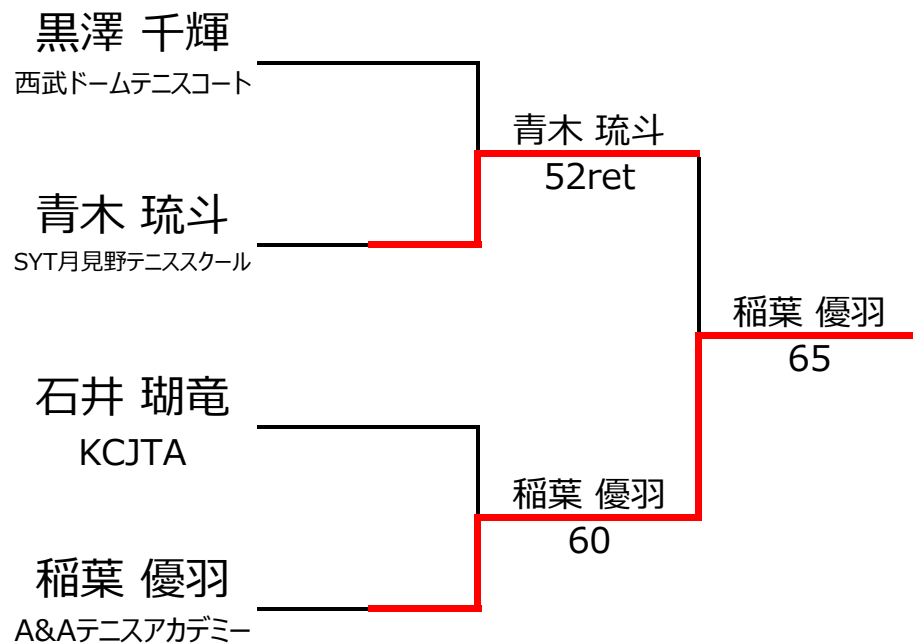 黒澤 千輝
西武ドームテニスコート
青木 琉斗
52ret
青木 琉斗
SYT月見野テニススクール
稲葉 優羽
65
石井 瑚竜
KCJTA
稲葉 優羽
60
稲葉 優羽
A&Aテニスアカデミー